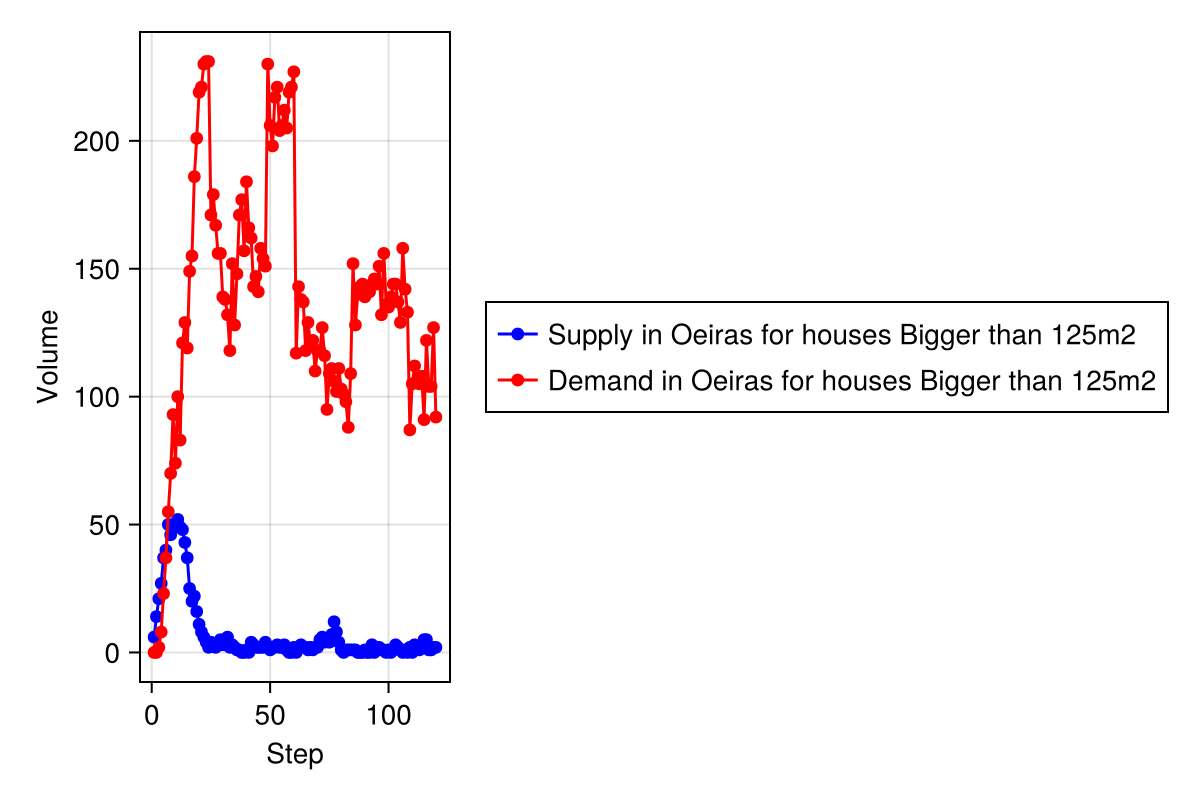 Volume
200
150
100
50
0
0 50 100
Step
Supply in Oeiras for houses Bigger than 125m2
Demand in Oeiras for houses Bigger than 125m2